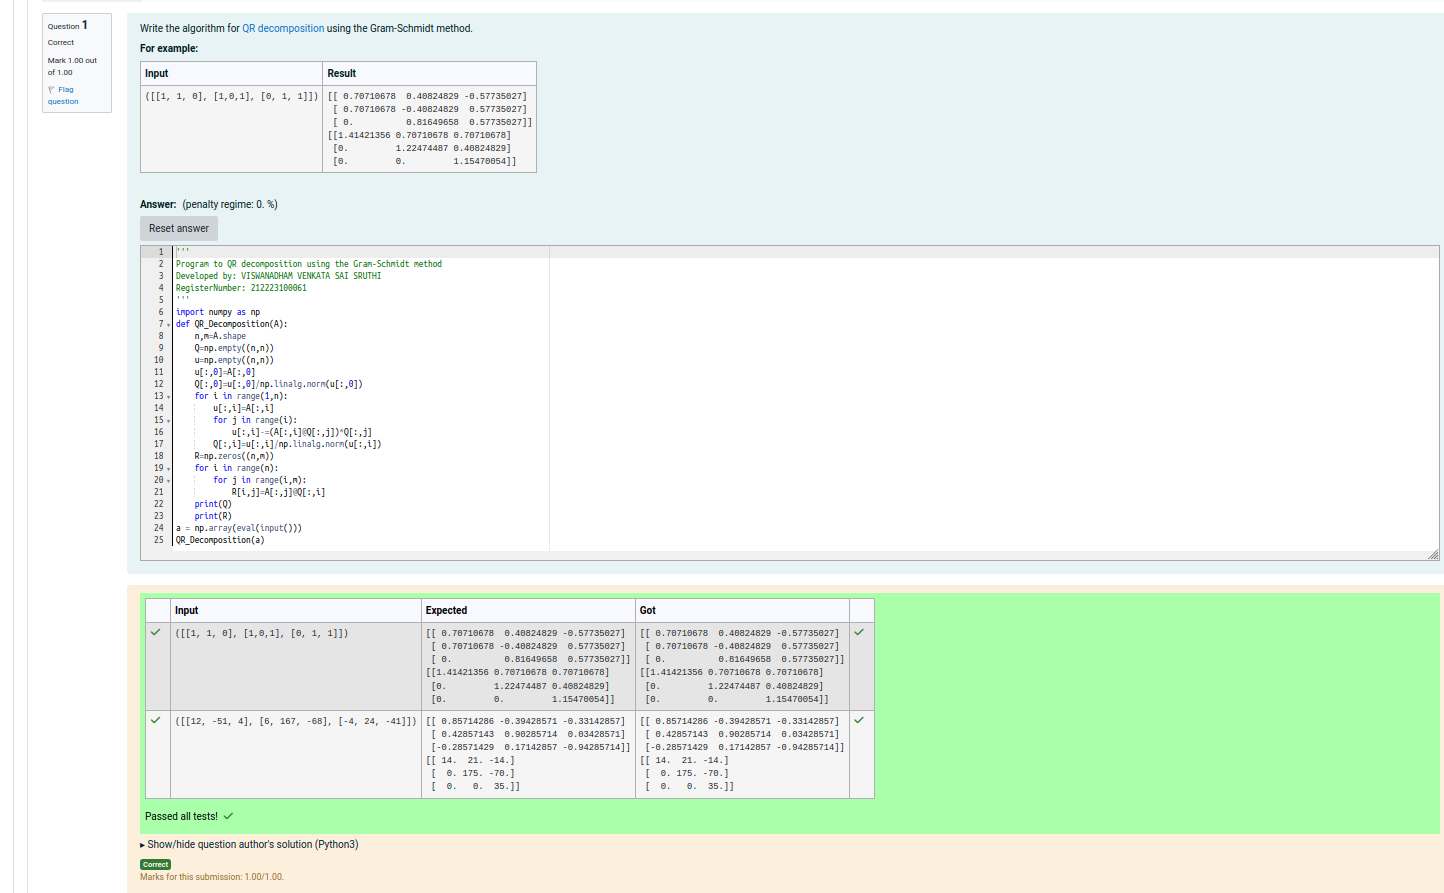 Question 1
Correct
Mark 1.00 out
of 1.00
Flag
question
Write the algorithm for QR decomposition using the Gram-Schmidt method.
For example:
Input Result
([[1, 1, 0], [1,0,1], [0, 1, 1]]) [[ 0.70710678  0.40824829 -0.57735027]
 [ 0.70710678 -0.40824829  0.57735027]
 [ 0.          0.81649658  0.57735027]]
[[1.41421356 0.70710678 0.70710678]
 [0.         1.22474487 0.40824829]
 [0.         0.         1.15470054]]
Answer: (penalty regime: 0. %)
Reset answer
1 '''
2 Program to QR decomposition using the Gram-Schmidt method
3 Developed by: VISWANADHAM VENKATA SAI SRUTHI
4 RegisterNumber: 212223100061
5 '''
6 import numpy as np
7 def QR_Decomposition(A):
8     n,m=A.shape
9     Q=np.empty((n,n))
10     u=np.empty((n,n))
11     u[:,0]=A[:,0]
12     Q[:,0]=u[:,0]/np.linalg.norm(u[:,0])
13     for i in range(1,n):
14         u[:,i]=A[:,i]
15         for j in range(i):
16             u[:,i]-=(A[:,i]@Q[:,j])*Q[:,j]
17         Q[:,i]=u[:,i]/np.linalg.norm(u[:,i])
18     R=np.zeros((n,m))
19     for i in range(n):
20         for j in range(i,m):
21             R[i,j]=A[:,j]@Q[:,i]
22     print(Q)
23     print(R)
24 a = np.array(eval(input()))
25 QR_Decomposition(a)
Input Expected Got
([[1, 1, 0], [1,0,1], [0, 1, 1]]) [[ 0.70710678  0.40824829 -0.57735027] [[ 0.70710678  0.40824829 -0.57735027]
 [ 0.70710678 -0.40824829  0.57735027]  [ 0.70710678 -0.40824829  0.57735027]
 [ 0.          0.81649658  0.57735027]]  [ 0.          0.81649658  0.57735027]]
[[1.41421356 0.70710678 0.70710678] [[1.41421356 0.70710678 0.70710678]
 [0.         1.22474487 0.40824829]  [0.         1.22474487 0.40824829]
 [0.         0.         1.15470054]]  [0.         0.         1.15470054]]
([[12, -51, 4], [6, 167, -68], [-4, 24, -41]]) [[ 0.85714286 -0.39428571 -0.33142857] [[ 0.85714286 -0.39428571 -0.33142857]
 [ 0.42857143  0.90285714  0.03428571]  [ 0.42857143  0.90285714  0.03428571]
 [-0.28571429  0.17142857 -0.94285714]]  [-0.28571429  0.17142857 -0.94285714]]
[[ 14.  21. -14.] [[ 14.  21. -14.]
 [  0. 175. -70.]  [  0. 175. -70.]
 [  0.   0.  35.]]  [  0.   0.  35.]]
Passed all tests!
Show/hide question author's solution (Python3)
Correct
Marks for this submission: 1.00/1.00.